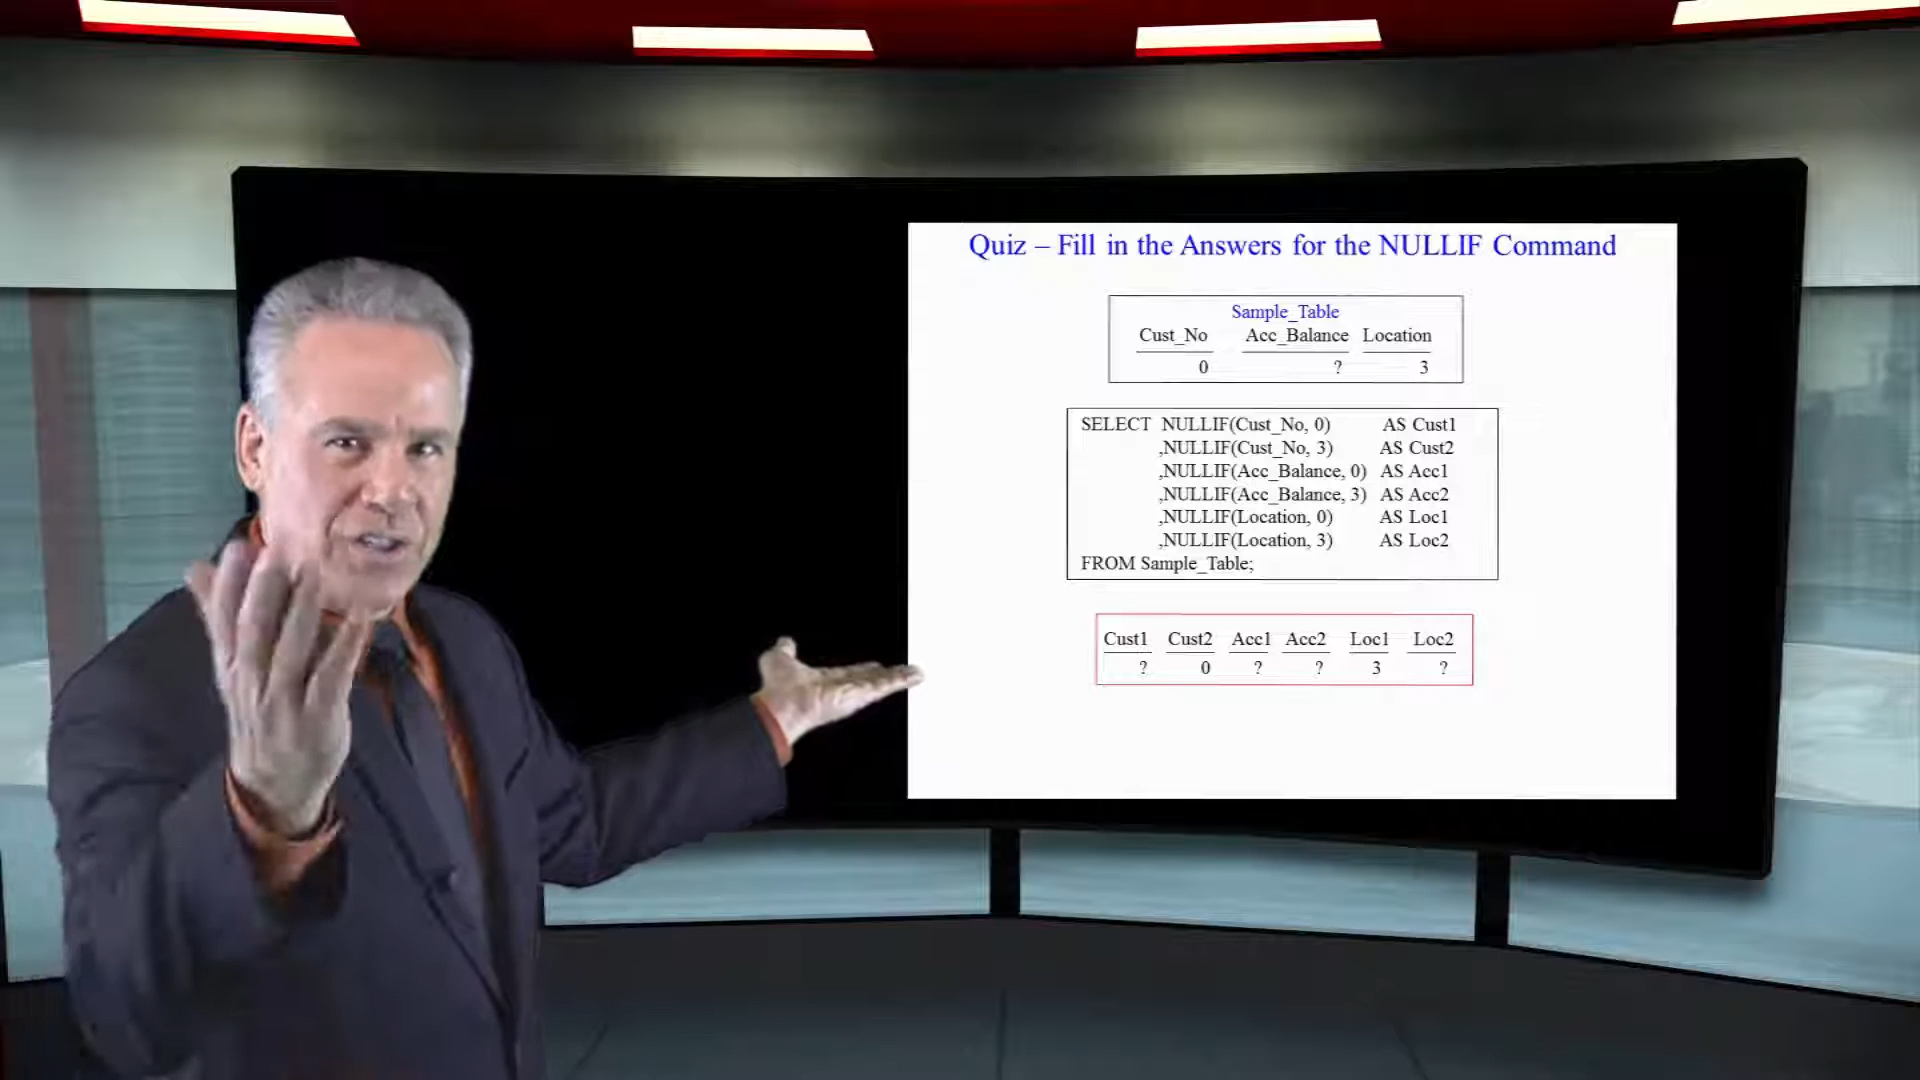 Quiz – Fill in the Answers for the NULLIF Command
Sample_Table
Cust_No Acc_Balance Location
0 ? 3
SELECT NULLIF(Cust_No, 0) AS Cust1
,NULLIF(Cust_No, 3) AS Cust2
,NULLIF(Acc_Balance, 0) AS Acc1
,NULLIF(Acc_Balance, 3) AS Acc2
,NULLIF(Location, 0) AS Loc1
,NULLIF(Location, 3) AS Loc2
FROM Sample_Table;
Cust1 Cust2 Acc1 Acc2 Loc1 Loc2
? 0 ? ? 3 ?